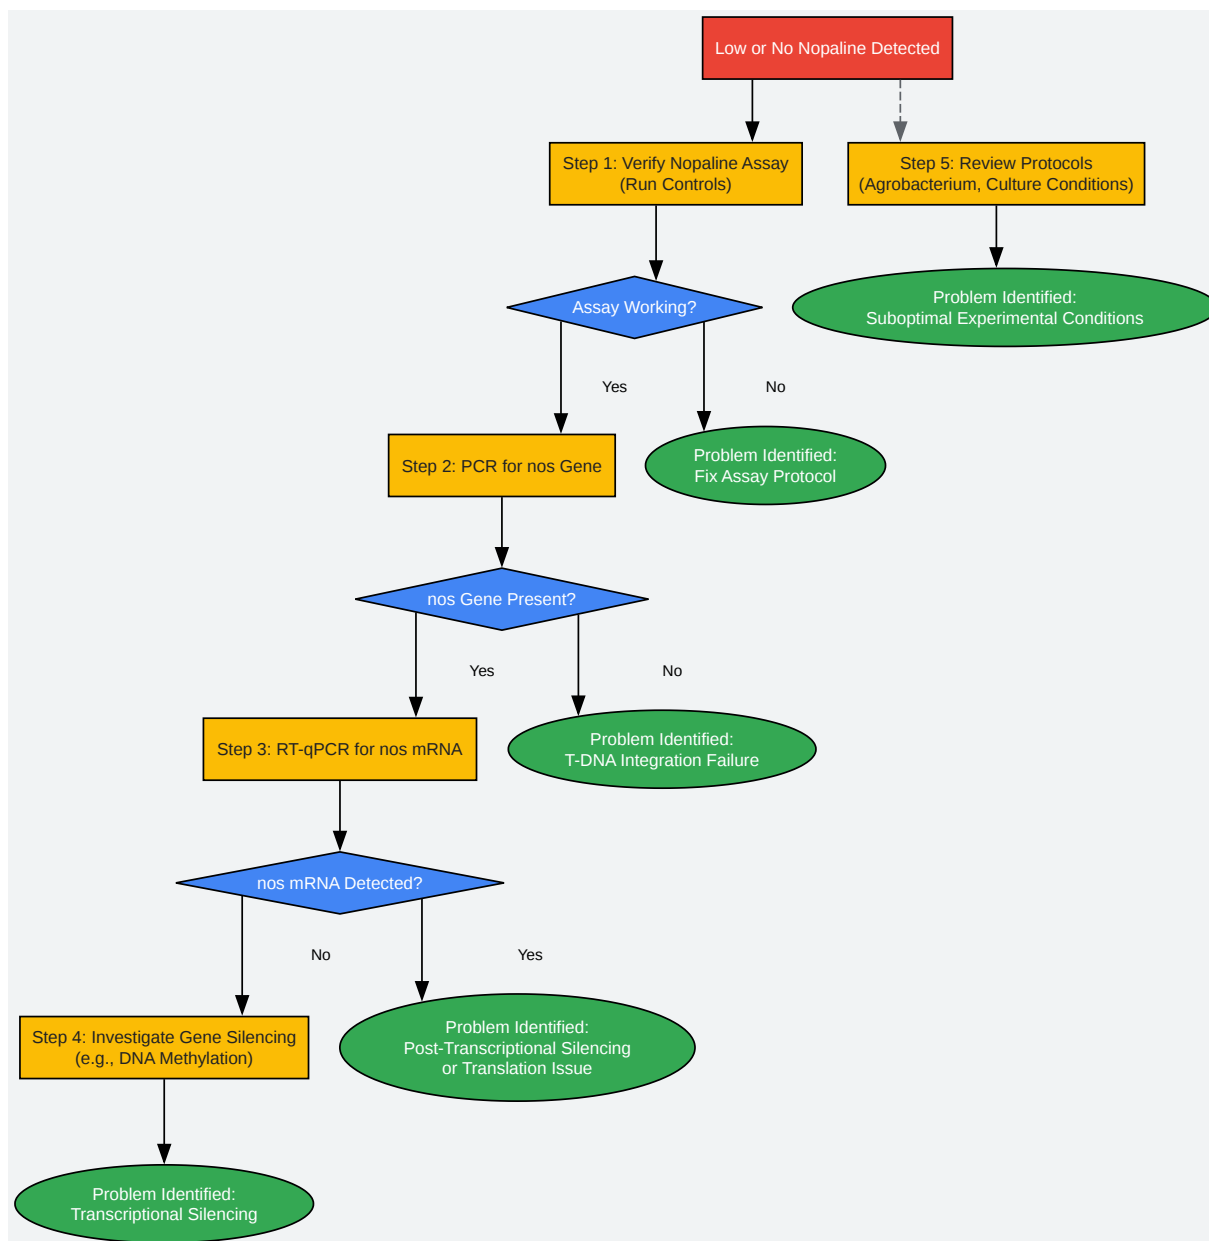 Low or No Nopaline Detected
Step 1: Verify Nopaline Assay
(Run Controls)
Step 5: Review Protocols
(Agrobacterium, Culture Conditions)
Assay Working?
Problem Identified:
Suboptimal Experimental Conditions
Yes
No
Step 2: PCR for nos Gene
Problem Identified:
Fix Assay Protocol
nos Gene Present?
Yes
No
Step 3: RT-qPCR for nos mRNA
Problem Identified:
T-DNA Integration Failure
nos mRNA Detected?
No
Yes
Step 4: Investigate Gene Silencing
(e.g., DNA Methylation)
Problem Identified:
Post-Transcriptional Silencing
or Translation Issue
Problem Identified:
Transcriptional Silencing